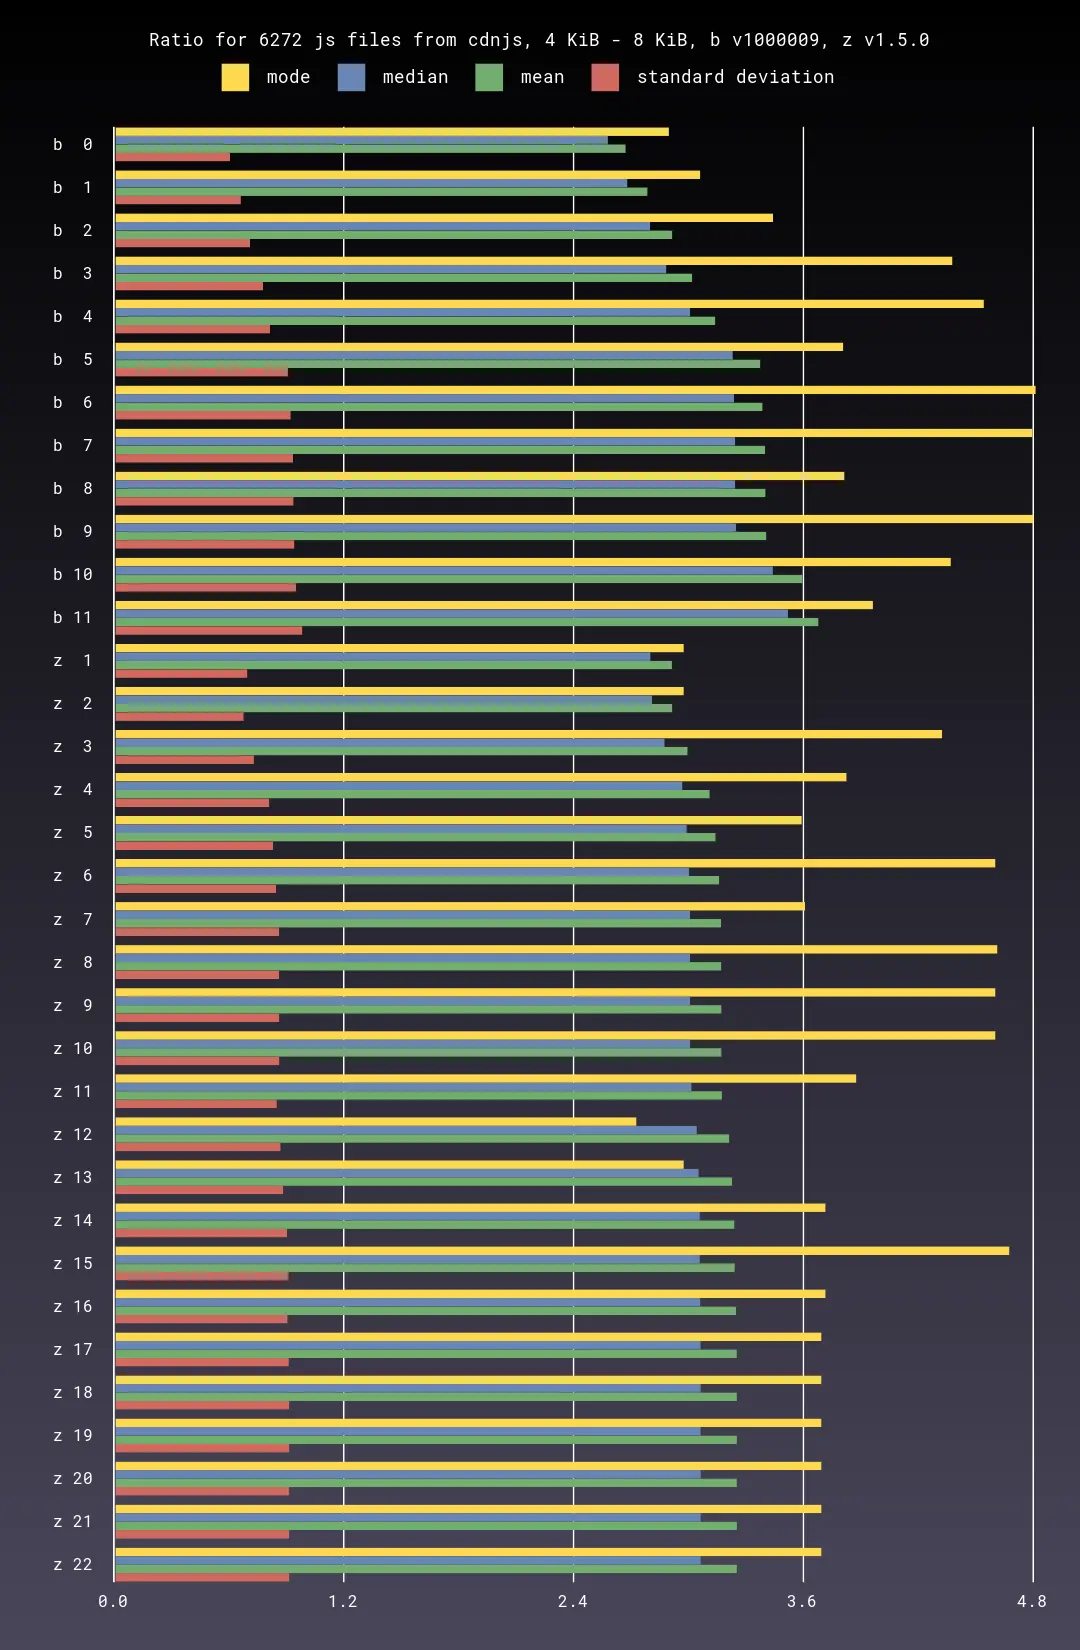 Ratio for 6272 js files from cdnjs, 4 KiB - 8 KiB, b v1000009, z v1.5.0
mode median mean standard deviation
b 0
b 1
b 2
b 3
b 4
b 5
b 6
b 7
b 8
b 9
b 10
b 11
z 1
z 2
z 3
z 4
z 5
z 6
z 7
z 8
z 9
z 10
z 11
z 12
z 13
z 14
z 15
z 16
z 17
z 18
z 19
z 20
z 21
z 22
0.0 1.2 2.4 3.6 4.8